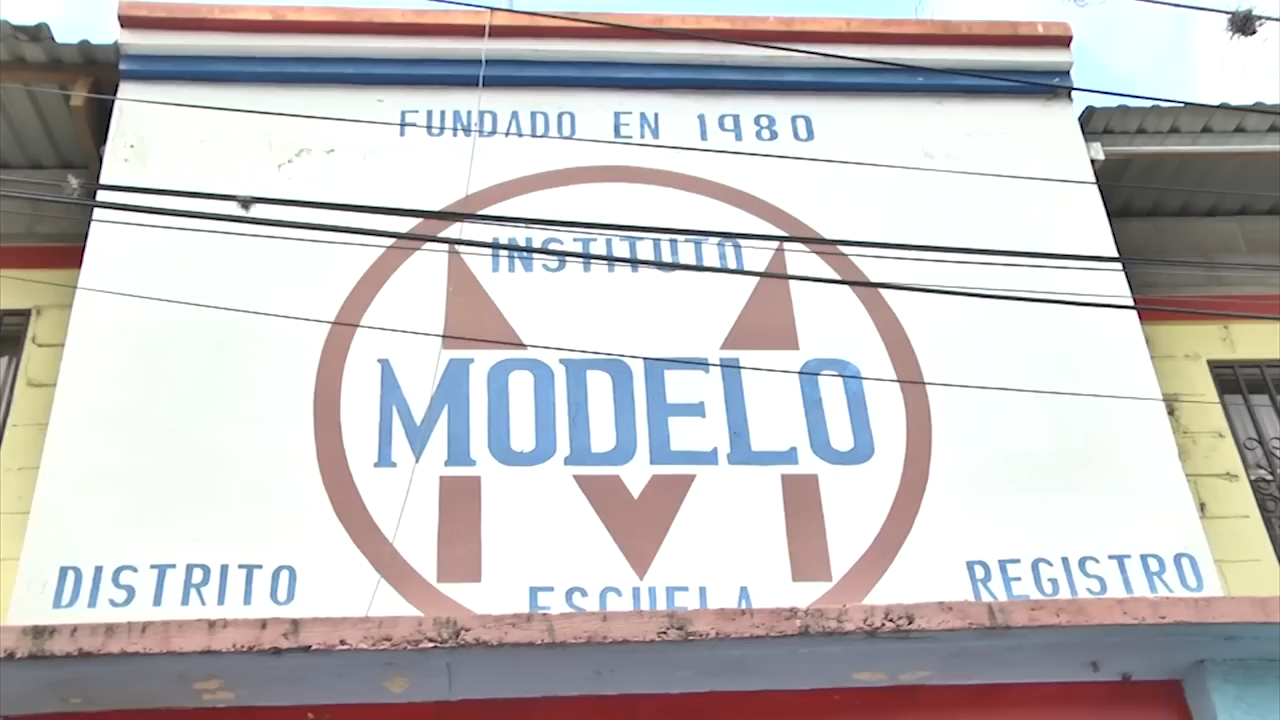 FUNDADO EN 1980
INSTITUTO
MODELO
ESCUELA
DISTRITO
REGISTRO